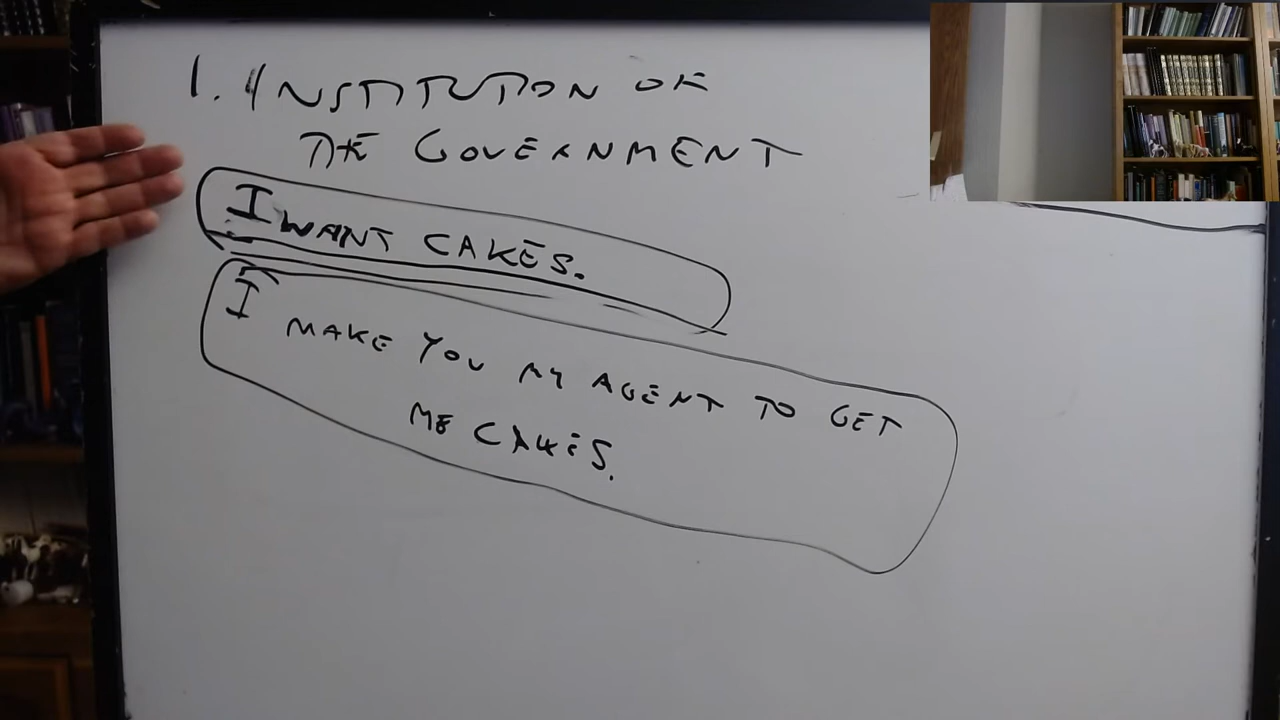 1. INSTITUTION OF
THE GOVERNMENT
I WANT CAKES.
I MAKE YOU MY AGENT TO GET
ME CAKES.